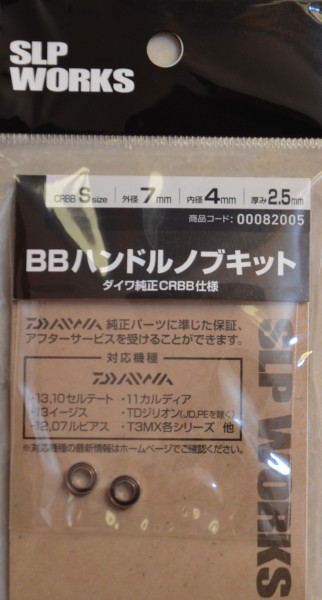 SLP
WORKS
CRBB S size 外径7mm 内径4mm 厚み2.5mm
商品コード：00082005
BBハンドルノブキット
ダイワ純正CRBB仕様
DAIWA 純正パーツに準じた保証、
アフターサービスを受けることができます。
対応機種
DAIWA
・13,10セルテート ・11カルディア
・13イージス ・TDジリオン(JD,PEを除く)
・12,07ルビアス ・T3MX各シリーズ 他
※対応機種の最新情報はホームページでご確認ください。
SLP WORKS